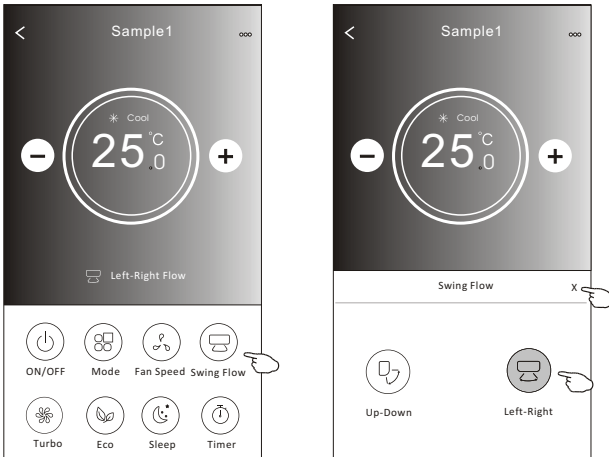 Sample1
Cool
25.0 °C
Left-Right Flow
ON/OFF Mode Fan Speed Swing Flow
Turbo Eco Sleep Timer
Sample1
Cool
25.0 °C
Swing Flow X
Up-Down Left-Right